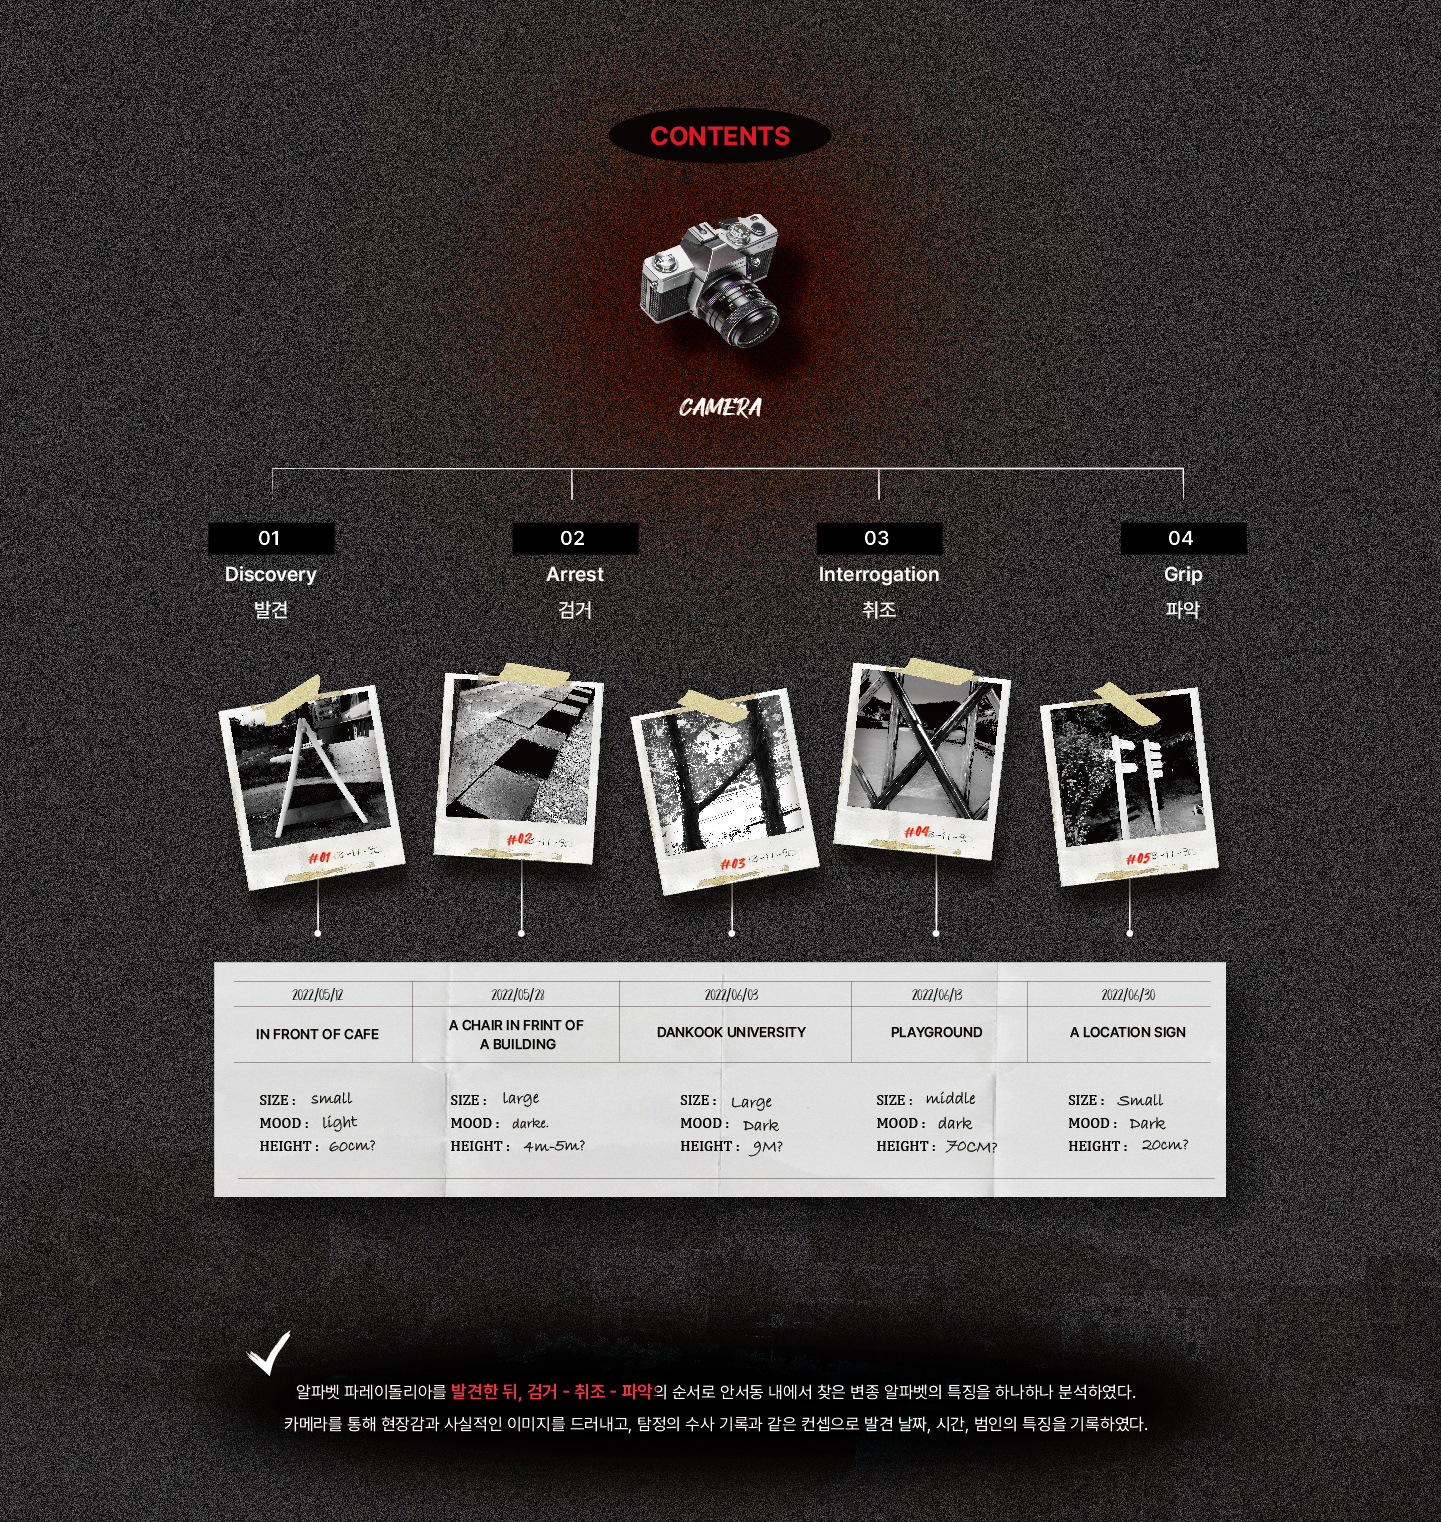 CONTENTS
CAMERA
01
Discovery
발견
02
Arrest
검거
03
Interrogation
취조
04
Grip
파악
#01
#02
#03
#04
#05
2022/05/12
IN FRONT OF CAFE
SIZE : small
MOOD : light
HEIGHT : 60cm?
2022/05/28
A CHAIR IN FRINT OF
A BUILDING
SIZE : large
MOOD : darke.
HEIGHT : 4m-5m?
2022/06/03
DANKOOK UNIVERSITY
SIZE : Large
MOOD : Dark
HEIGHT : 9M?
2022/06/13
PLAYGROUND
SIZE : middle
MOOD : dark
HEIGHT : 70CM?
2022/06/30
A LOCATION SIGN
SIZE : Small
MOOD : Dark
HEIGHT : 20cm?
알파벳 파레이돌리아를 발견한 뒤, 검거 - 취조 - 파악의 순서로 안서동 내에서 찾은 변종 알파벳의 특징을 하나하나 분석하였다.
카메라를 통해 현장감과 사실적인 이미지를 드러내고, 탐정의 수사 기록과 같은 컨셉으로 발견 날짜, 시간, 범인의 특징을 기록하였다.